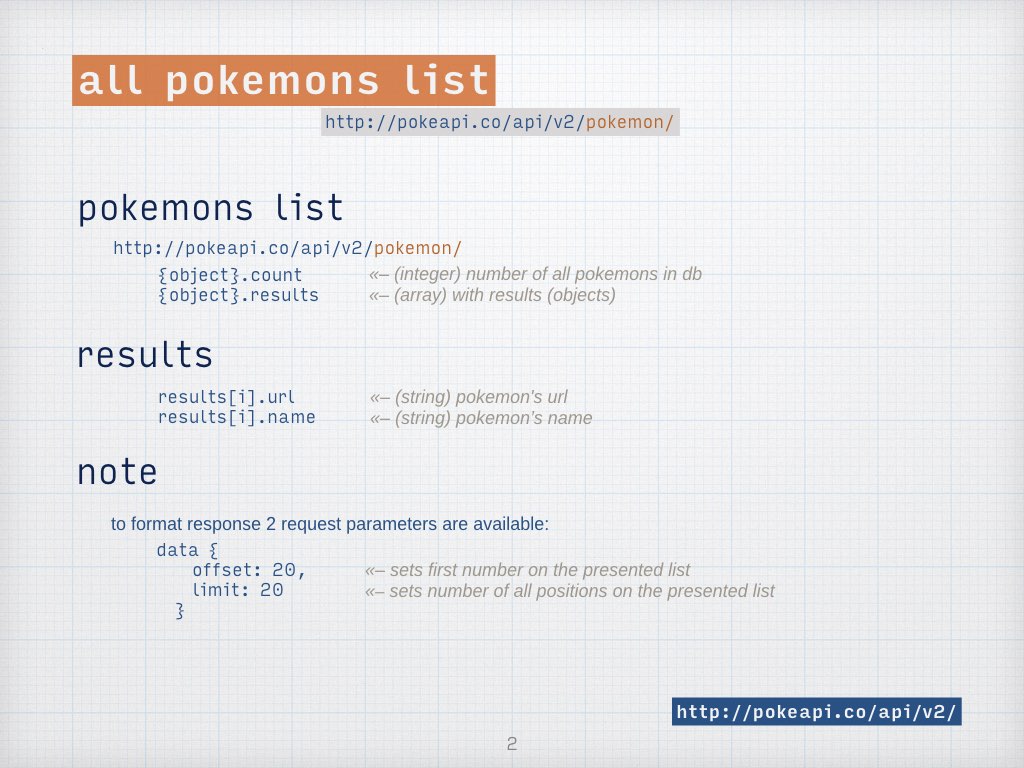 all pokemons list
http://pokeapi.co/api/v2/pokemon/
pokemons list
http://pokeapi.co/api/v2/pokemon/
{object}.count «– (integer) number of all pokemons in db
{object}.results «– (array) with results (objects)
results
results[i].url «– (string) pokemon's url
results[i].name «– (string) pokemon's name
note
to format response 2 request parameters are available:
data {
offset: 20, «– sets first number on the presented list
limit: 20 «– sets number of all positions on the presented list
}
http://pokeapi.co/api/v2/
2